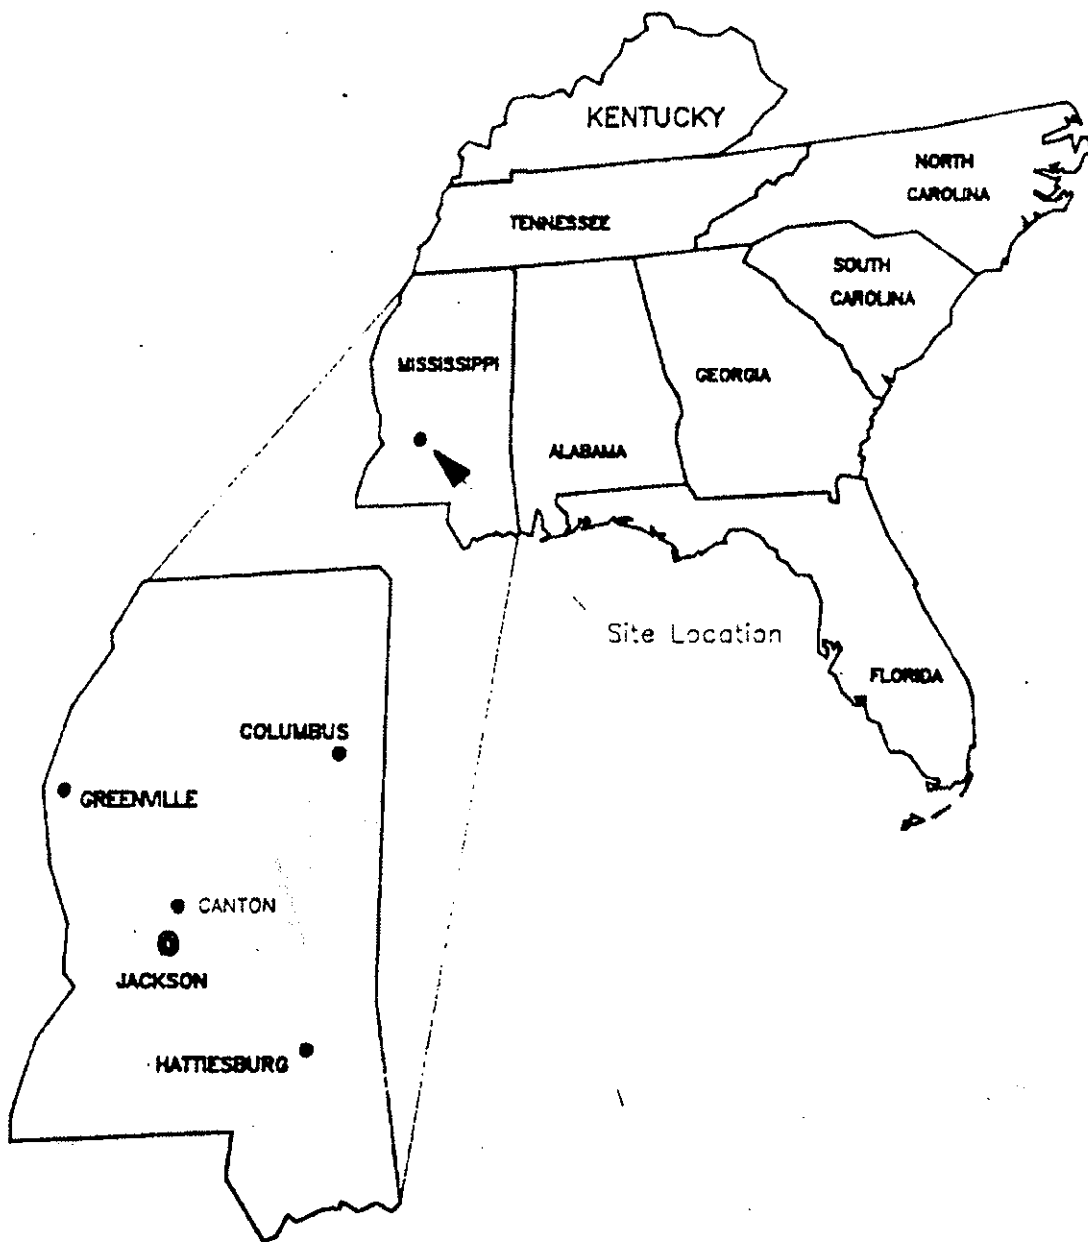 KENTUCKY
NORTH
CAROLINA
TENNESSEE
SOUTH
CAROLINA
MISSISSIPPI
GEORGIA
ALABAMA
Site Location
FLORIDA
COLUMBUS
GREENVILLE
CANTON
JACKSON
HATTIESBURG